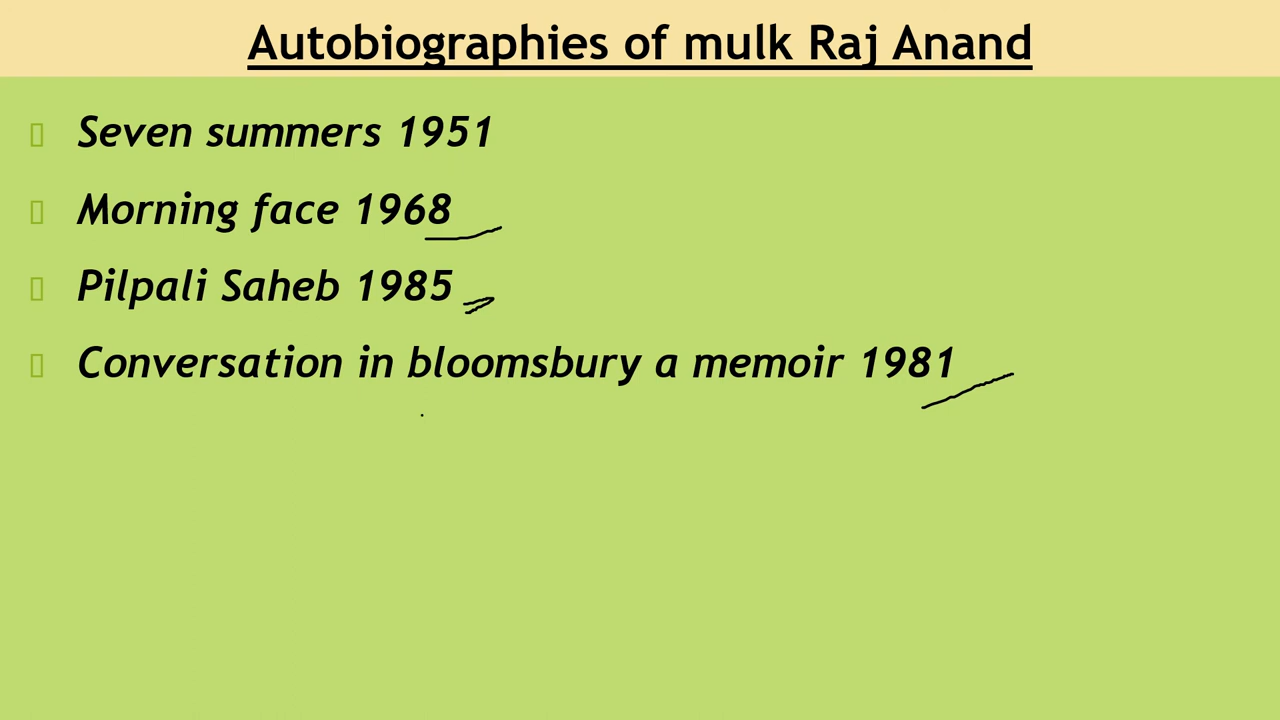 Autobiographies of mulk Raj Anand
Seven summers 1951
Morning face 1968
Pilpali Saheb 1985
Conversation in bloomsbury a memoir 1981